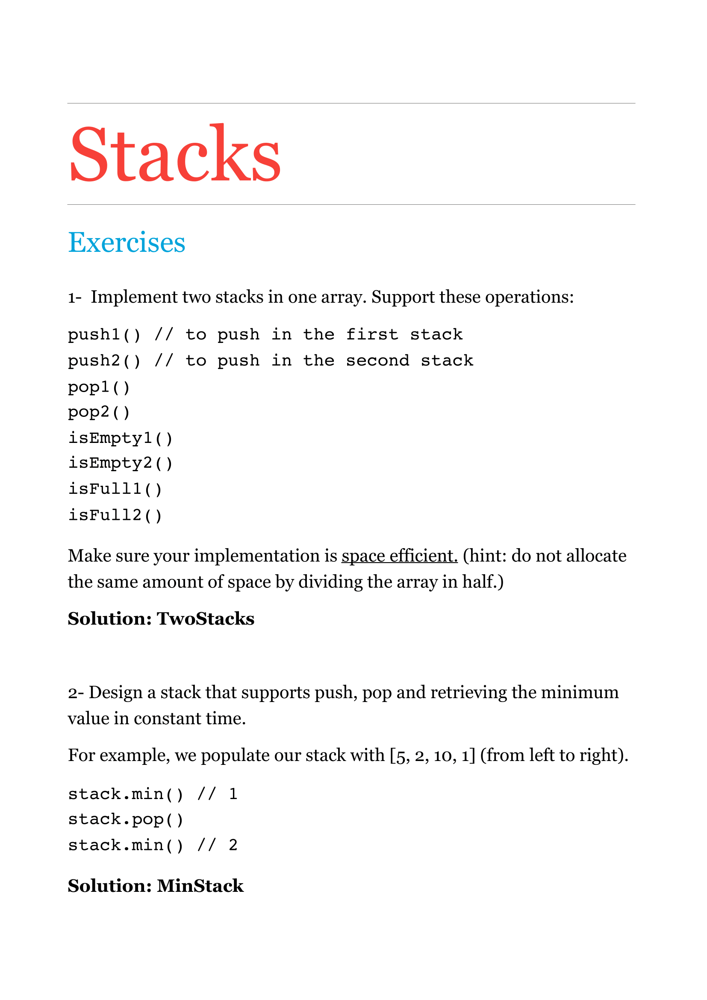 Stacks
Exercises
1- Implement two stacks in one array. Support these operations:
push1() // to push in the first stack
push2() // to push in the second stack
pop1()
pop2()
isEmpty1()
isEmpty2()
isFull1()
isFull2()
Make sure your implementation is space efficient. (hint: do not allocate
the same amount of space by dividing the array in half.)
Solution: TwoStacks
2- Design a stack that supports push, pop and retrieving the minimum
value in constant time.
For example, we populate our stack with [5, 2, 10, 1] (from left to right).
stack.min() // 1
stack.pop()
stack.min() // 2
Solution: MinStack